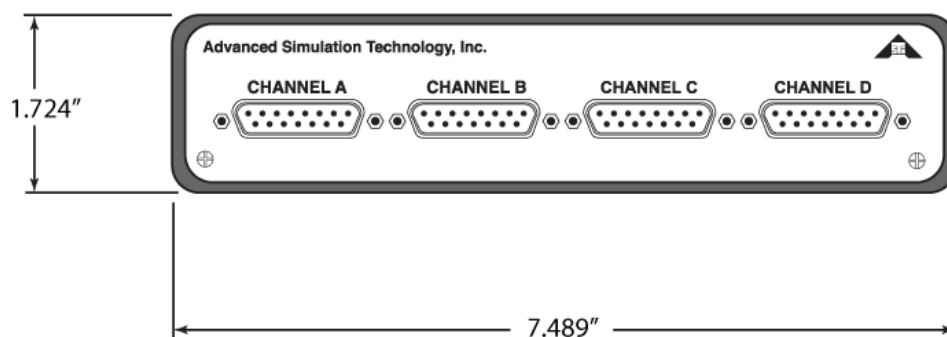 Advanced Simulation Technology, Inc.
CHANNEL A CHANNEL B CHANNEL C CHANNEL D
1.724”
7.489”